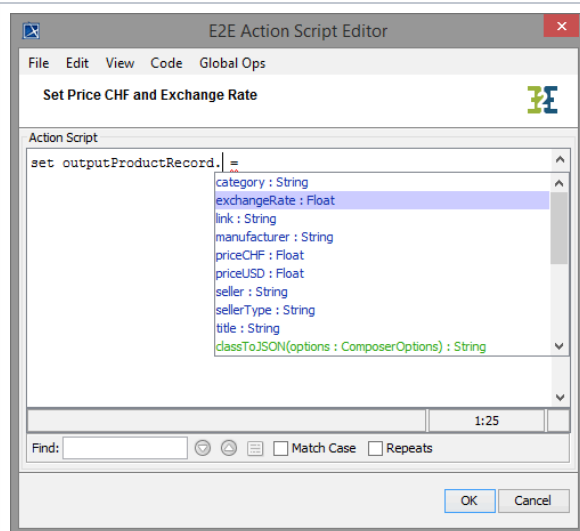 E2E Action Script Editor
File Edit View Code Global Ops
Set Price CHF and Exchange Rate
E2E
Action Script
set outputProductRecord. =
category : String
exchangeRate : Float
link : String
manufacturer : String
priceCHF : Float
priceUSD : Float
seller : String
sellerType : String
title : String
classToJSON(options : ComposerOptions) : String
1:25
Find: Match Case Repeats
OK Cancel